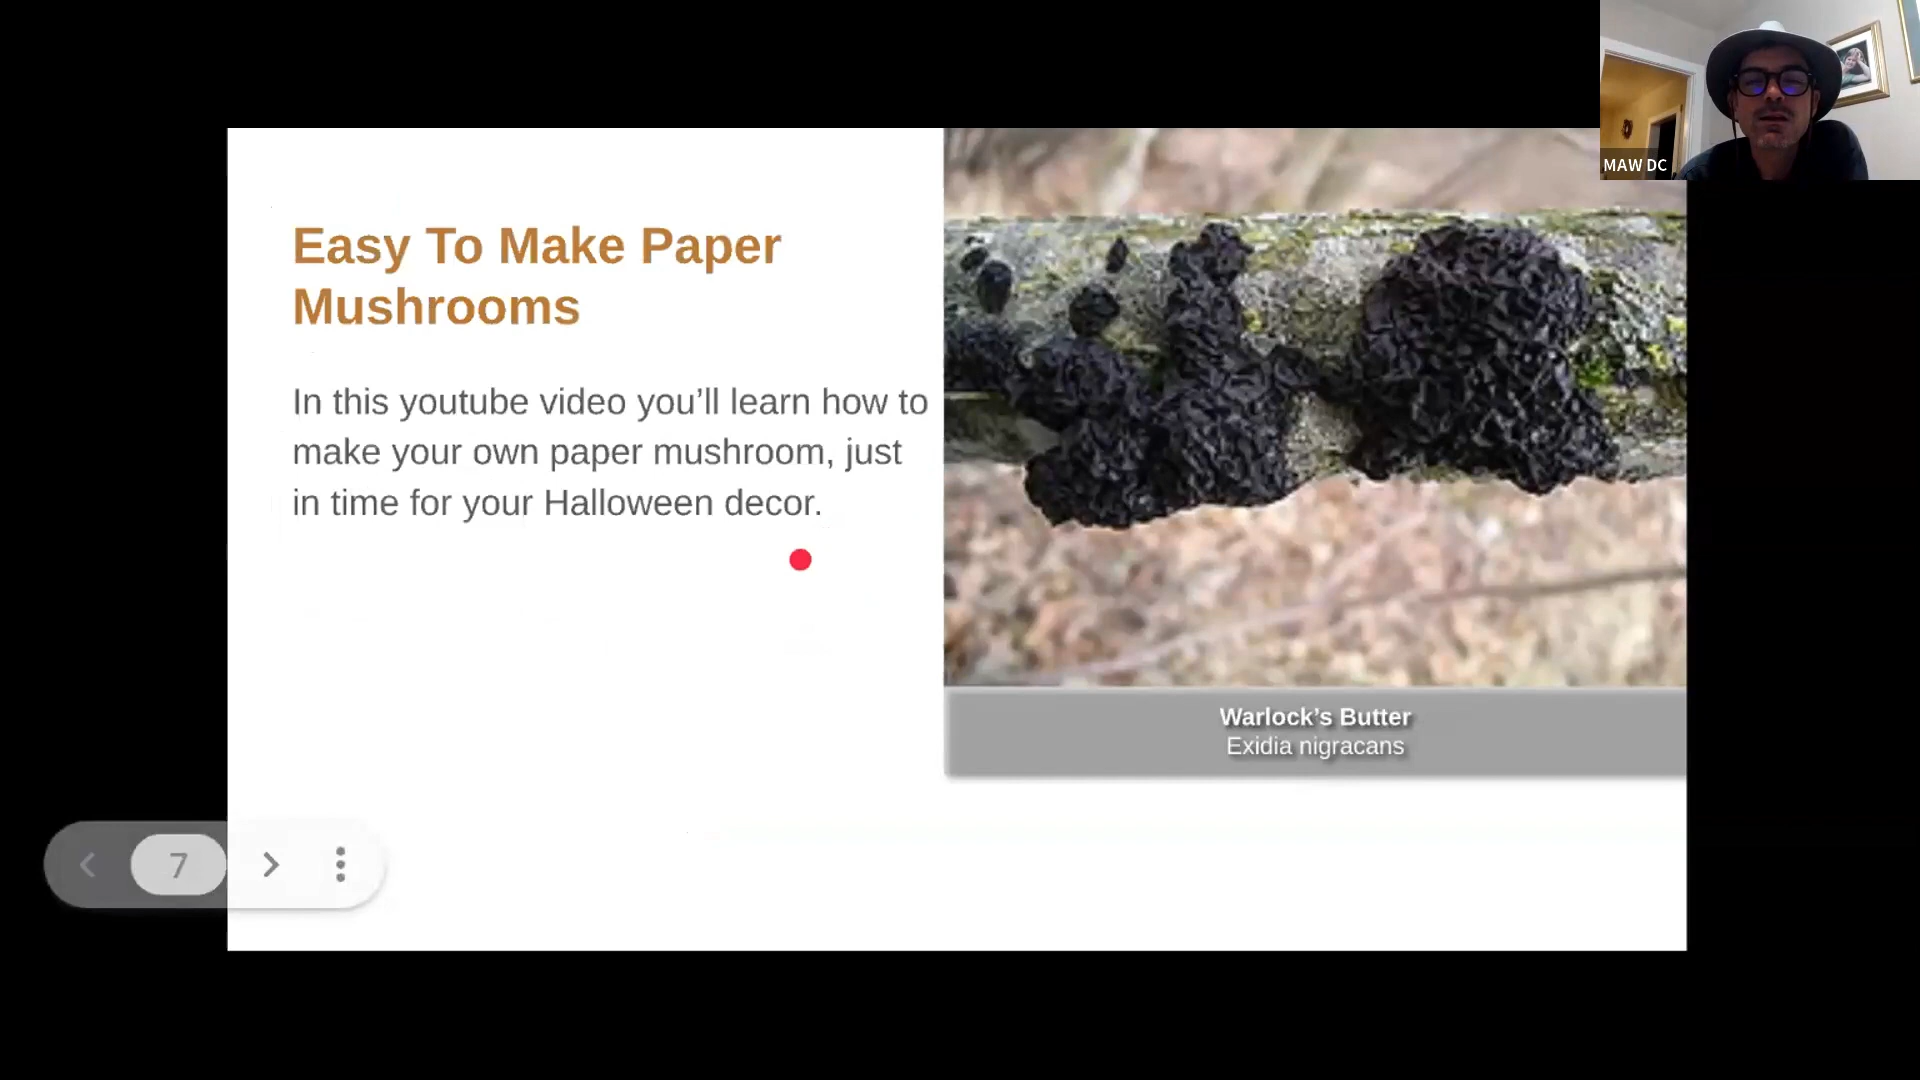 MAW DC
Easy To Make Paper
Mushrooms
In this youtube video you’ll learn how to
make your own paper mushroom, just
in time for your Halloween decor.
Warlock’s Butter
Exidia nigracans
7